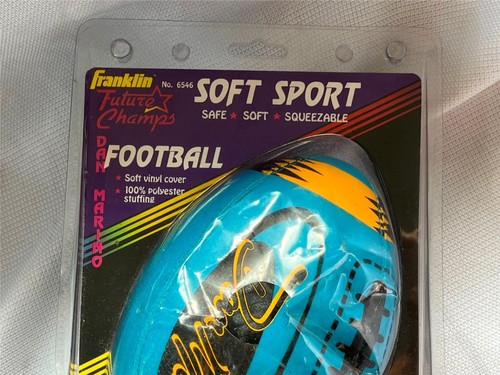 franklin
No. 6546
SOFT SPORT
Future Champs
SAFE ★ SOFT ★ SQUEEZABLE
DAN MARINO
FOOTBALL
★ Soft vinyl cover
★ 100% polyester
stuffing